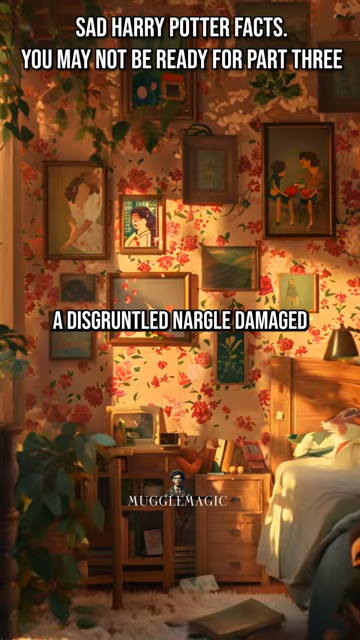 SAD HARRY POTTER FACTS.
YOU MAY NOT BE READY FOR PART THREE
A DISGRUNTLED NARGLE DAMAGED
MUGGLEMAGIC